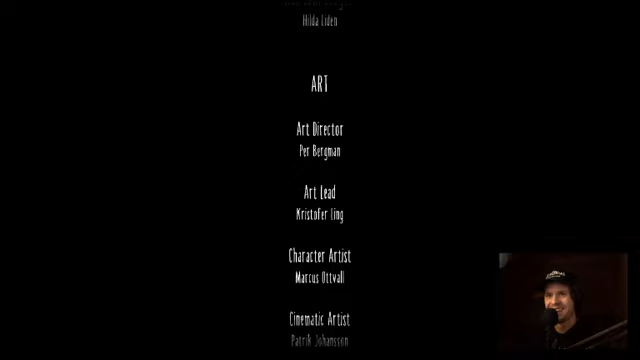 Hilda Liden
ART
Art Director
Per Bergman
Art Lead
Kristofer Ling
Character Artist
Marcus Ottvall
Cinematic Artist
Patrik Johansson